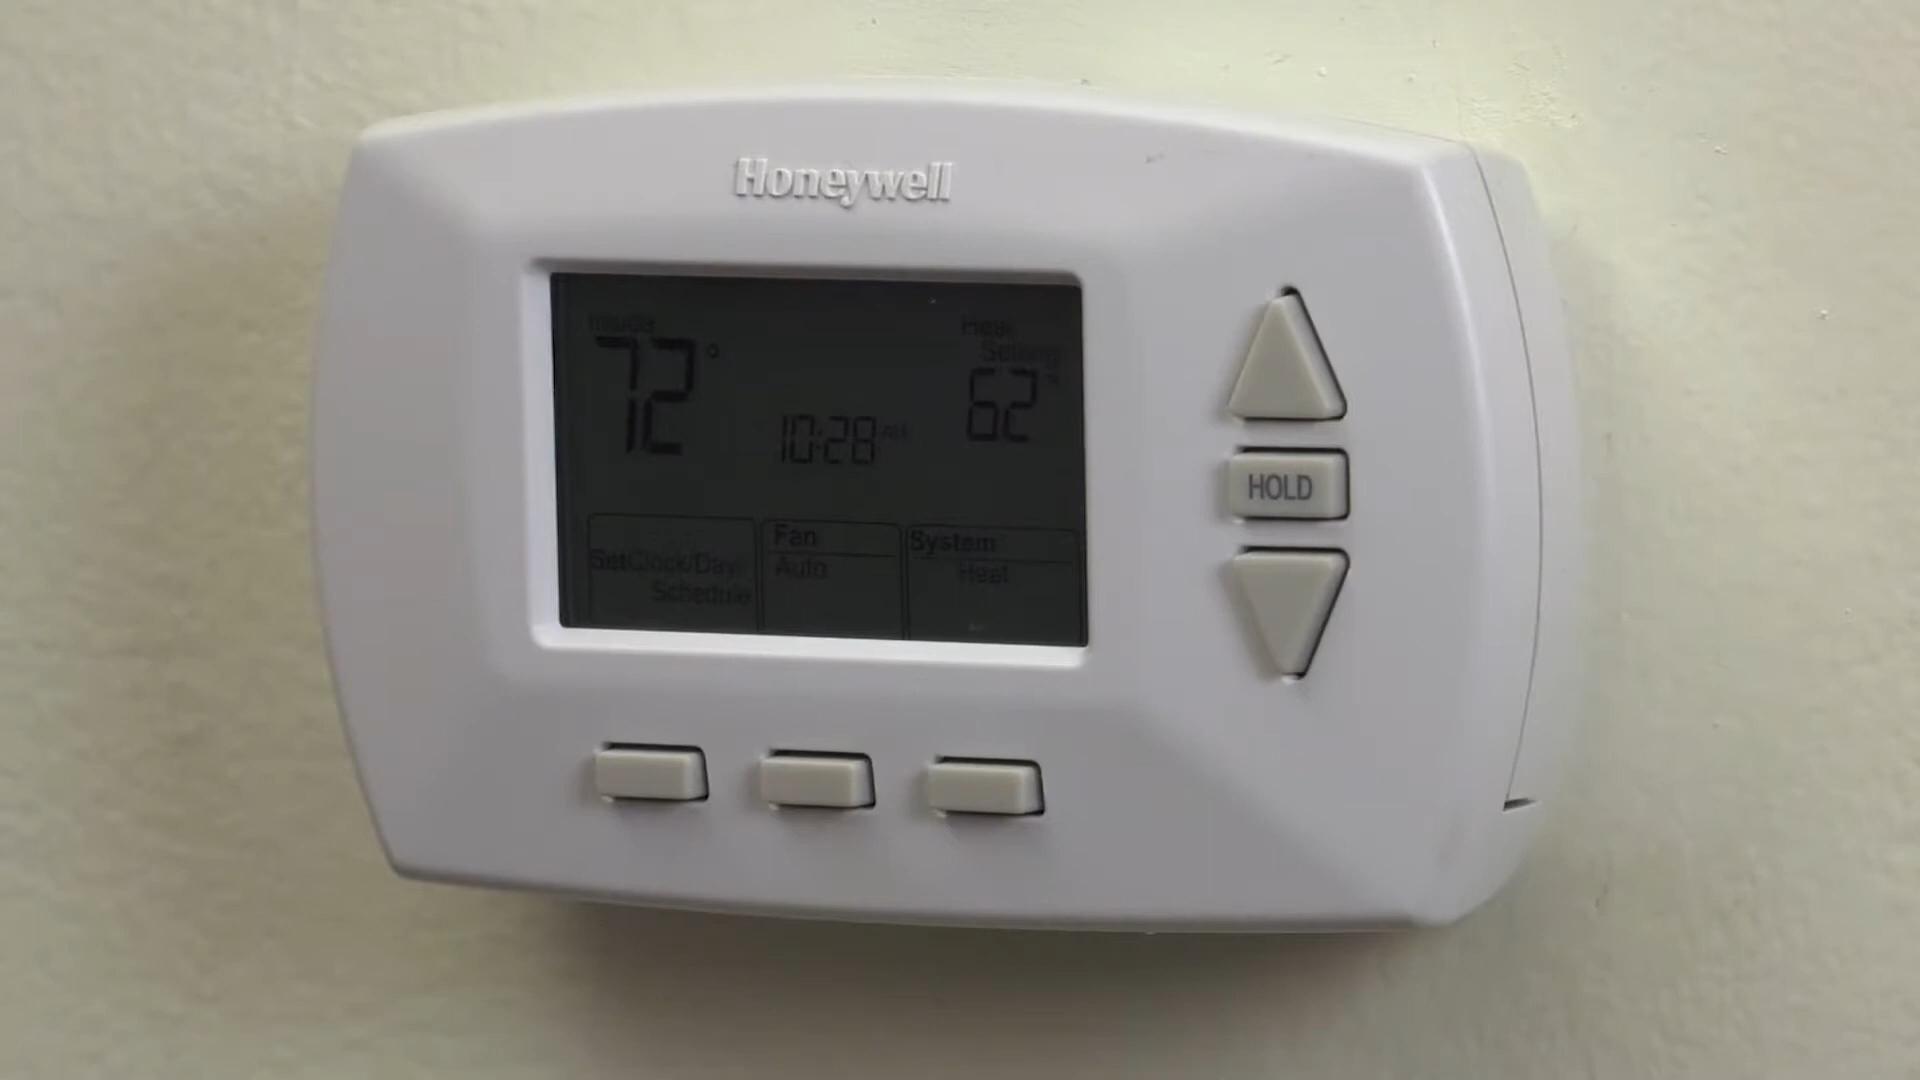 Honeywell
Inside
72°
Heat
Setting
62°
10:28 AM
Set Clock/Day/
Schedule
Fan
Auto
System
Heat
HOLD